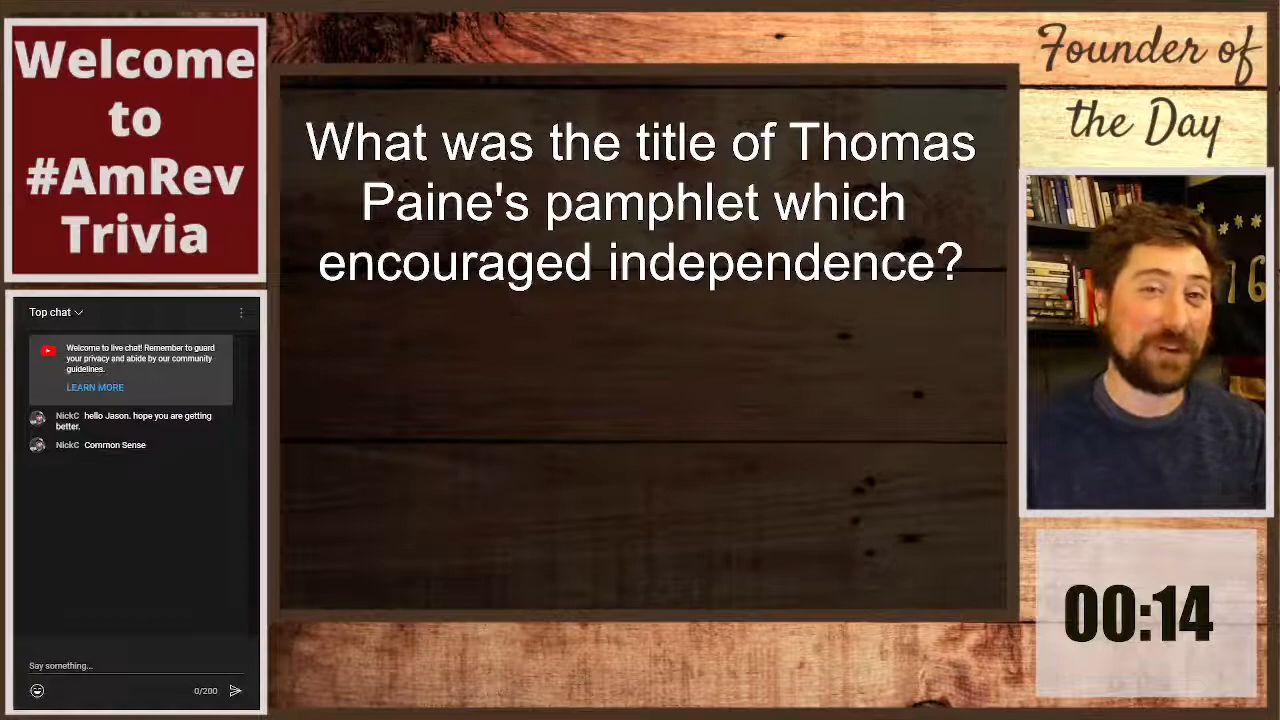 Welcome
to
#AmRev
Trivia
Top chat
Welcome to live chat! Remember to guard
your privacy and abide by our community
guidelines.
LEARN MORE
NickC hello Jason. hope you are getting
better.
NickC Common Sense
Say something...
0/200
What was the title of Thomas
Paine's pamphlet which
encouraged independence?
Founder of
the Day
76
00:14